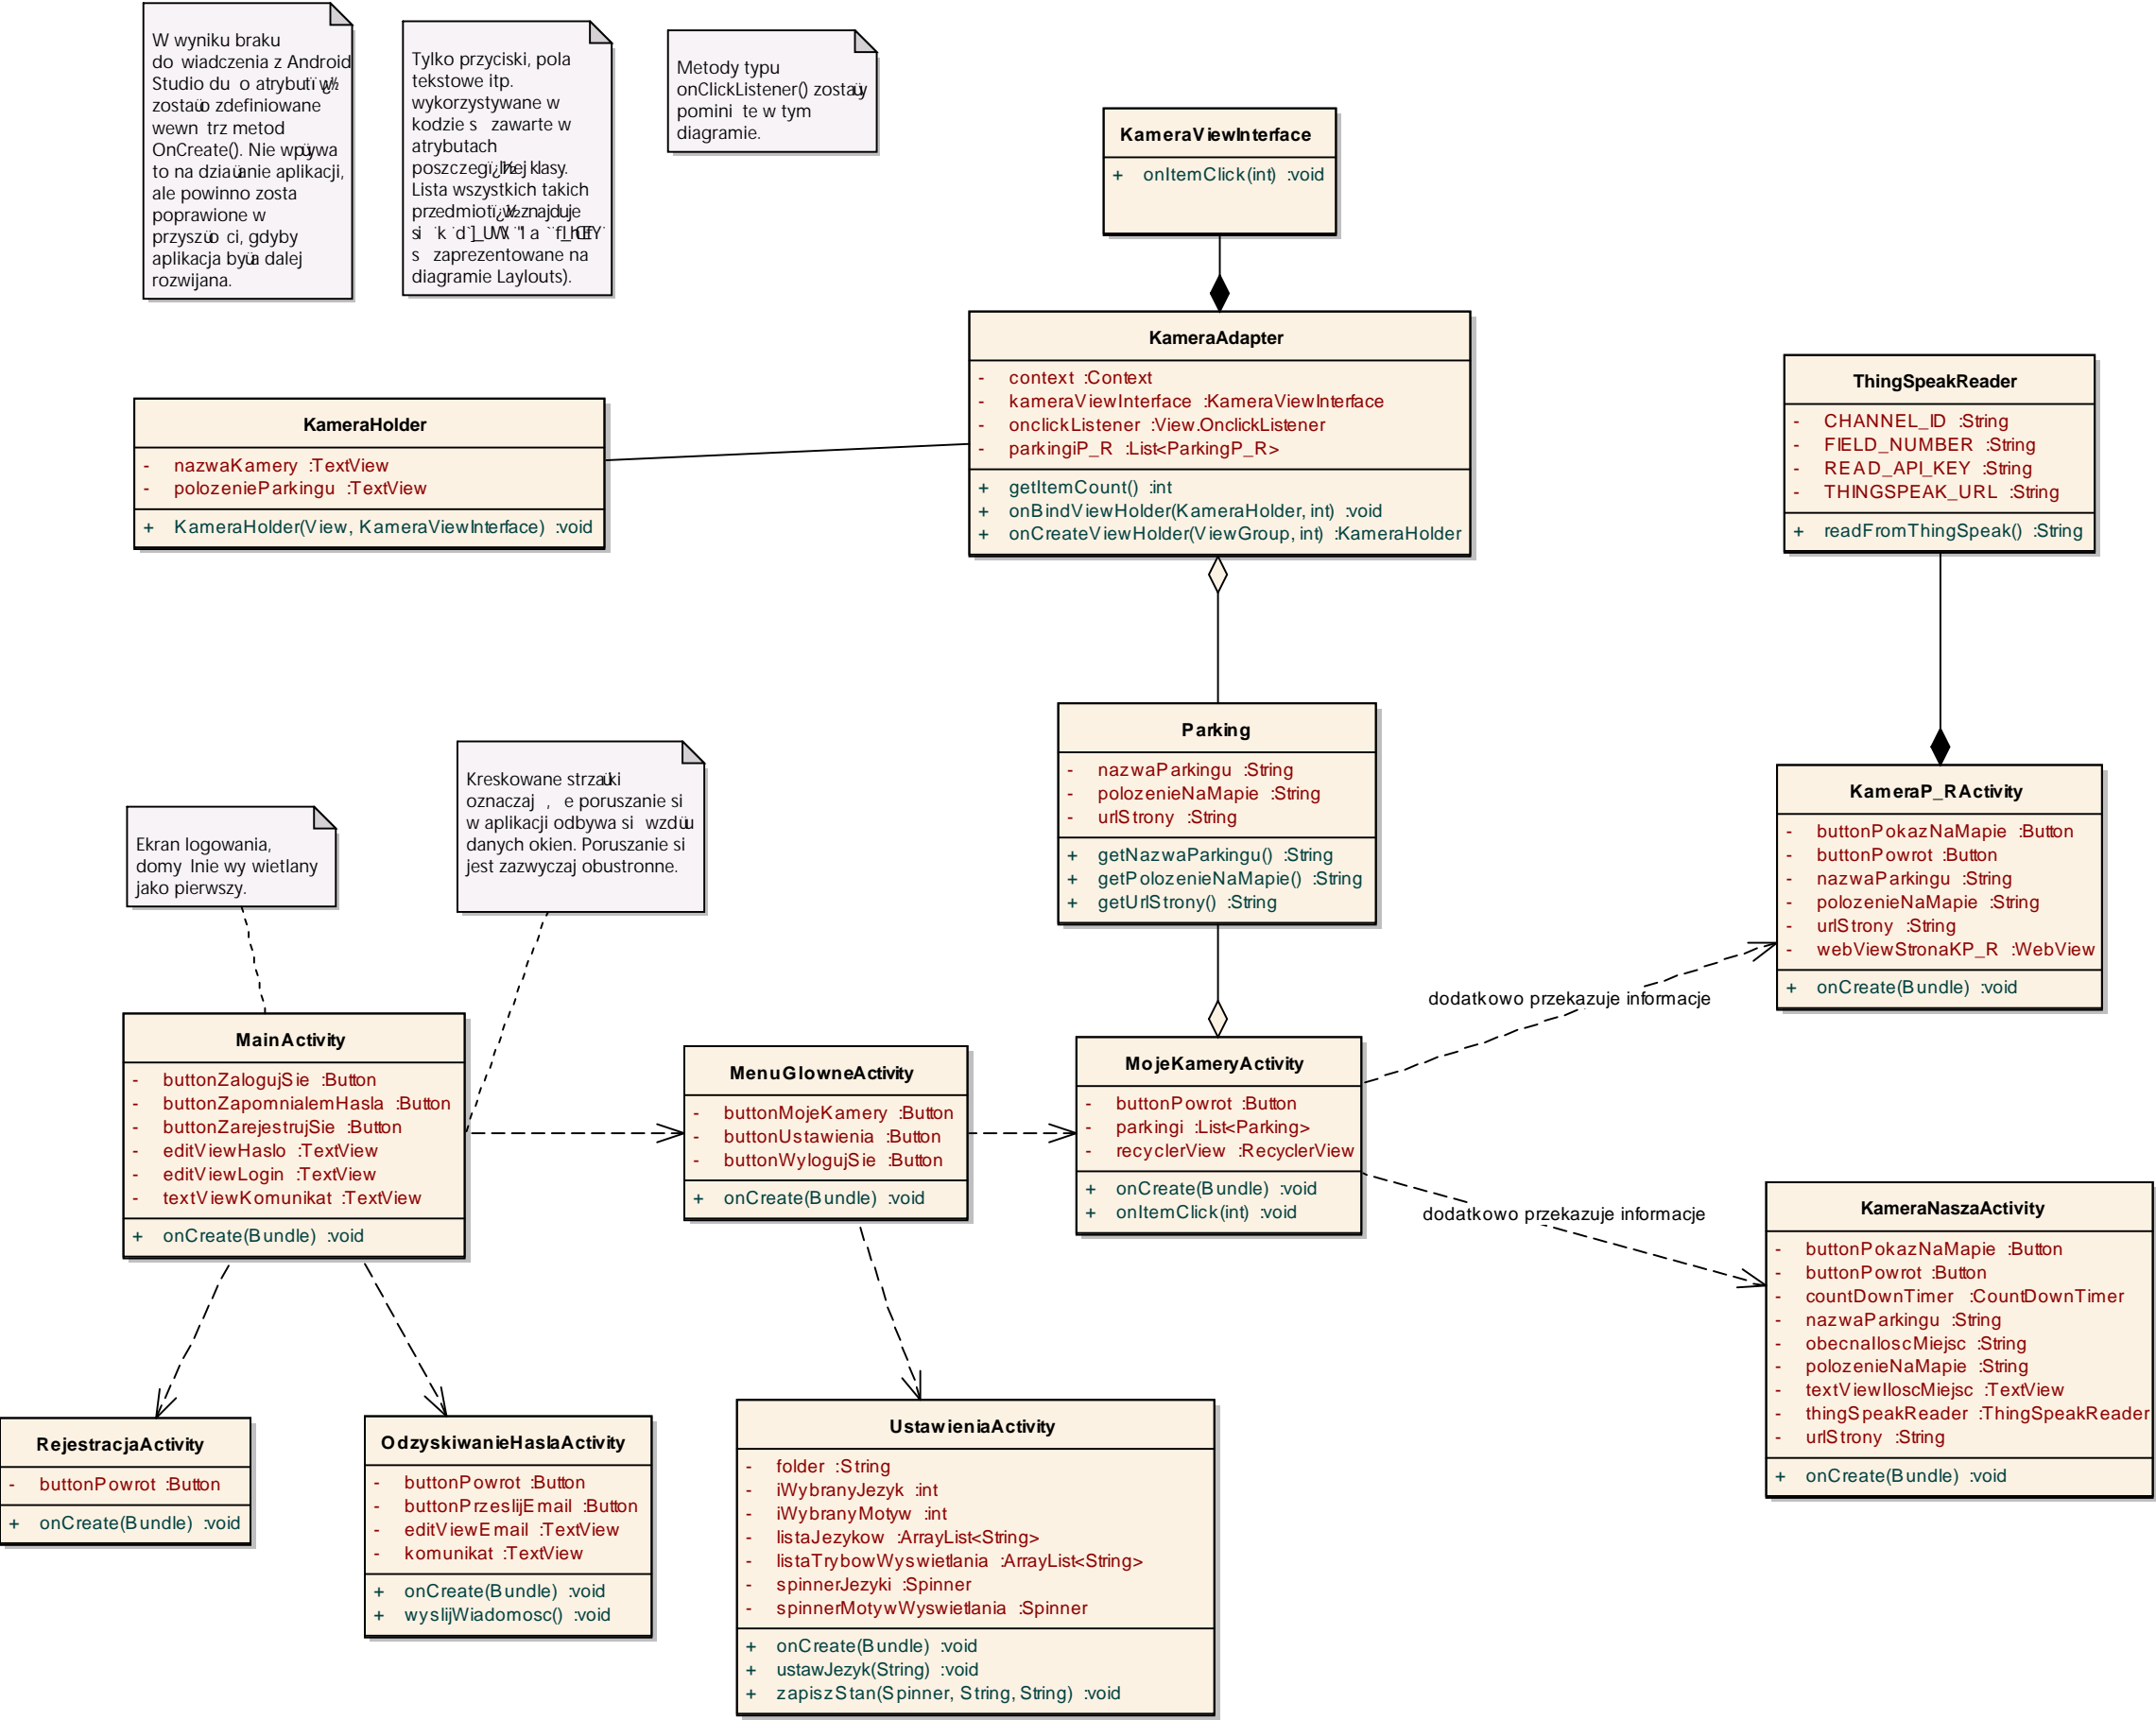 W wyniku braku
do wiadczenia z Android
Studio du o
zdefiniowane
wewn trz metod
OnCreate(). Nie
to na aplikacji,
ale powinno zosta
poprawione w
ci, gdyby
aplikacja dalej
rozwijana.
Tylko przyciski, pola
tekstowe itp.
wykorzystywane w
kodzie s zawarte w
atrybutach
klasy.
Lista wszystkich takich
znajduje
si
s zaprezentowane na
diagramie Laylouts).
Metody typu
onClickListener()
pomini te w tym
diagramie.
KameraViewInterface
+ onItemClick(int) :void
KameraAdapter
- context :Context
- kameraViewInterface :KameraViewInterface
- onclickListener :View.OnclickListener
- parkingiP_R :List<ParkingP_R>
+ getItemCount() :int
+ onBindViewHolder(KameraHolder, int) :void
+ onCreateViewHolder(ViewGroup, int) :KameraHolder
KameraHolder
- nazwaKamery :TextView
- polozenieParkingu :TextView
+ KameraHolder(View, KameraViewInterface) :void
ThingSpeakReader
- CHANNEL_ID :String
- FIELD_NUMBER :String
- READ_API_KEY :String
- THINGSPEAK_URL :String
+ readFromThingSpeak() :String
Parking
- nazwaParkingu :String
- polozenieNaMapie :String
- urlStrony :String
+ getNazwaParkingu() :String
+ getPolozenieNaMapie() :String
+ getUrlStrony() :String
KameraP_RActivity
- buttonPokazNaMapie :Button
- buttonPowrot :Button
- nazwaParkingu :String
- polozenieNaMapie :String
- urlStrony :String
- webViewStronaKP_R :WebView
+ onCreate(Bundle) :void
Kreskowane
oznaczaj , e poruszanie si
w aplikacji odbywa si
danych okien. Poruszanie si
jest zazwyczaj obustronne.
Ekran logowania,
domy lnie wy wietlany
jako pierwszy.
dodatkowo przekazuje informacje
MainActivity
- buttonZalogujSie :Button
- buttonZapomnialemHasla :Button
- buttonZarejestrujSie :Button
- editViewHaslo :TextView
- editViewLogin :TextView
- textViewKomunikat :TextView
+ onCreate(Bundle) :void
MenuGlowneActivity
- buttonMojeKamery :Button
- buttonUstawienia :Button
- buttonWylogujSie :Button
+ onCreate(Bundle) :void
MojeKameryActivity
- buttonPowrot :Button
- parkingi :List<Parking>
- recyclerView :RecyclerView
+ onCreate(Bundle) :void
+ onItemClick(int) :void
dodatkowo przekazuje informacje
KameraNaszaActivity
- buttonPokazNaMapie :Button
- buttonPowrot :Button
- countDownTimer :CountDownTimer
- nazwaParkingu :String
- obecnaIloscMiejsc :String
- polozenieNaMapie :String
- textViewIloscMiejsc :TextView
- thingSpeakReader :ThingSpeakReader
- urlStrony :String
+ onCreate(Bundle) :void
RejestracjaActivity
- buttonPowrot :Button
+ onCreate(Bundle) :void
OdzyskiwanieHaslaActivity
- buttonPowrot :Button
- buttonPrzeslijEmail :Button
- editViewEmail :TextView
- komunikat :TextView
+ onCreate(Bundle) :void
+ wyslijWiadomosc() :void
UstawieniaActivity
- folder :String
- iWybranyJezyk :int
- iWybranyMotyw :int
- listaJezykow :ArrayList<String>
- listaTrybowWyswietlania :ArrayList<String>
- spinnerJezyki :Spinner
- spinnerMotywWyswietlania :Spinner
+ onCreate(Bundle) :void
+ ustawJezyk(String) :void
+ zapiszStan(Spinner, String, String) :void